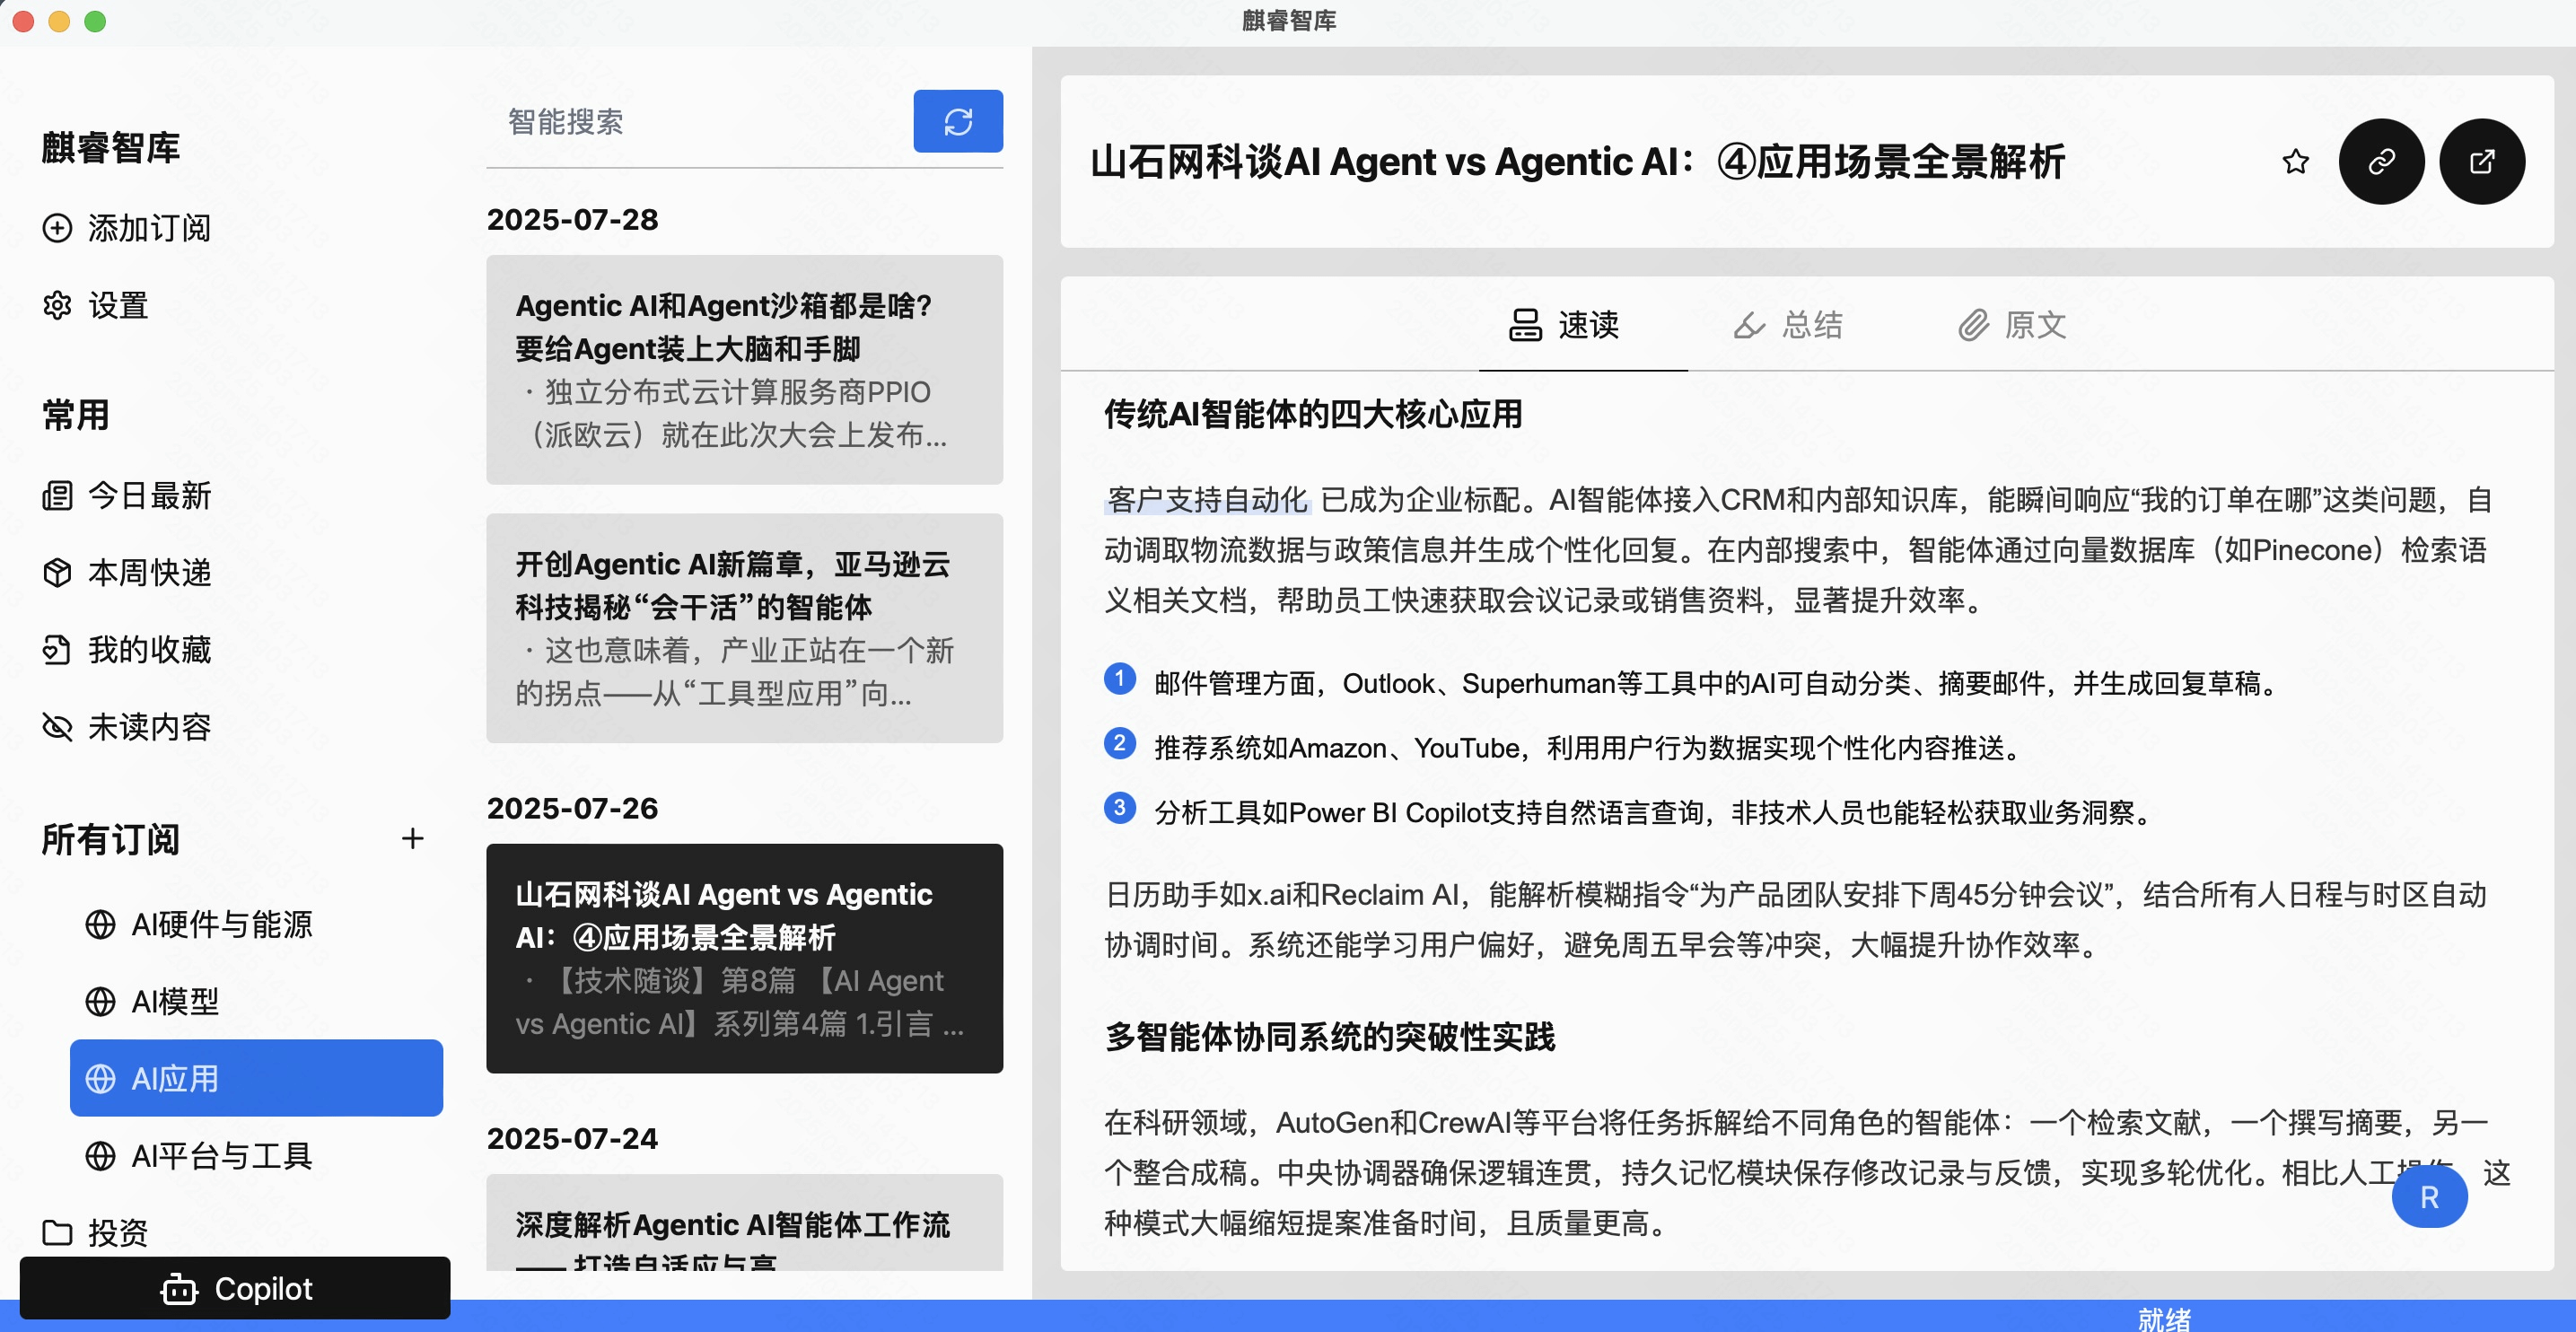 麒睿智库
麒睿智库
添加订阅
设置
常用
今日最新
本周快递
我的收藏
未读内容
所有订阅
AI硬件与能源
AI模型
AI应用
AI平台与工具
投资
Copilot
智能搜索
2025-07-28
Agentic AI和Agent沙箱都是啥?
要给Agent装上大脑和手脚
· 独立分布式云计算服务商PPIO
（派欧云）就在此次大会上发布...
开创Agentic AI新篇章，亚马逊云
科技揭秘“会干活”的智能体
· 这也意味着，产业正站在一个新
的拐点——从“工具型应用”向...
2025-07-26
山石网科谈AI Agent vs Agentic
AI：④应用场景全景解析
· 【技术随谈】第8篇 【AI Agent
vs Agentic AI】系列第4篇 1.引言 ...
2025-07-24
深度解析Agentic AI智能体工作流
—— 打造自适应与高
山石网科谈AI Agent vs Agentic AI：④应用场景全景解析
速读
总结
原文
传统AI智能体的四大核心应用
客户支持自动化 已成为企业标配。AI智能体接入CRM和内部知识库，能瞬间响应“我的订单在哪”这类问题，自
动调取物流数据与政策信息并生成个性化回复。在内部搜索中，智能体通过向量数据库（如Pinecone）检索语
义相关文档，帮助员工快速获取会议记录或销售资料，显著提升效率。
1 邮件管理方面，Outlook、Superhuman等工具中的AI可自动分类、摘要邮件，并生成回复草稿。
2 推荐系统如Amazon、YouTube，利用用户行为数据实现个性化内容推送。
3 分析工具如Power BI Copilot支持自然语言查询，非技术人员也能轻松获取业务洞察。
日历助手如x.ai和Reclaim AI，能解析模糊指令“为产品团队安排下周45分钟会议”，结合所有人日程与时区自动
协调时间。系统还能学习用户偏好，避免周五早会等冲突，大幅提升协作效率。
多智能体协同系统的突破性实践
在科研领域，AutoGen和CrewAI等平台将任务拆解给不同角色的智能体：一个检索文献，一个撰写摘要，另一
个整合成稿。中央协调器确保逻辑连贯，持久记忆模块保存修改记录与反馈，实现多轮优化。相比人工 这
种模式大幅缩短提案准备时间，且质量更高。
R
就绪